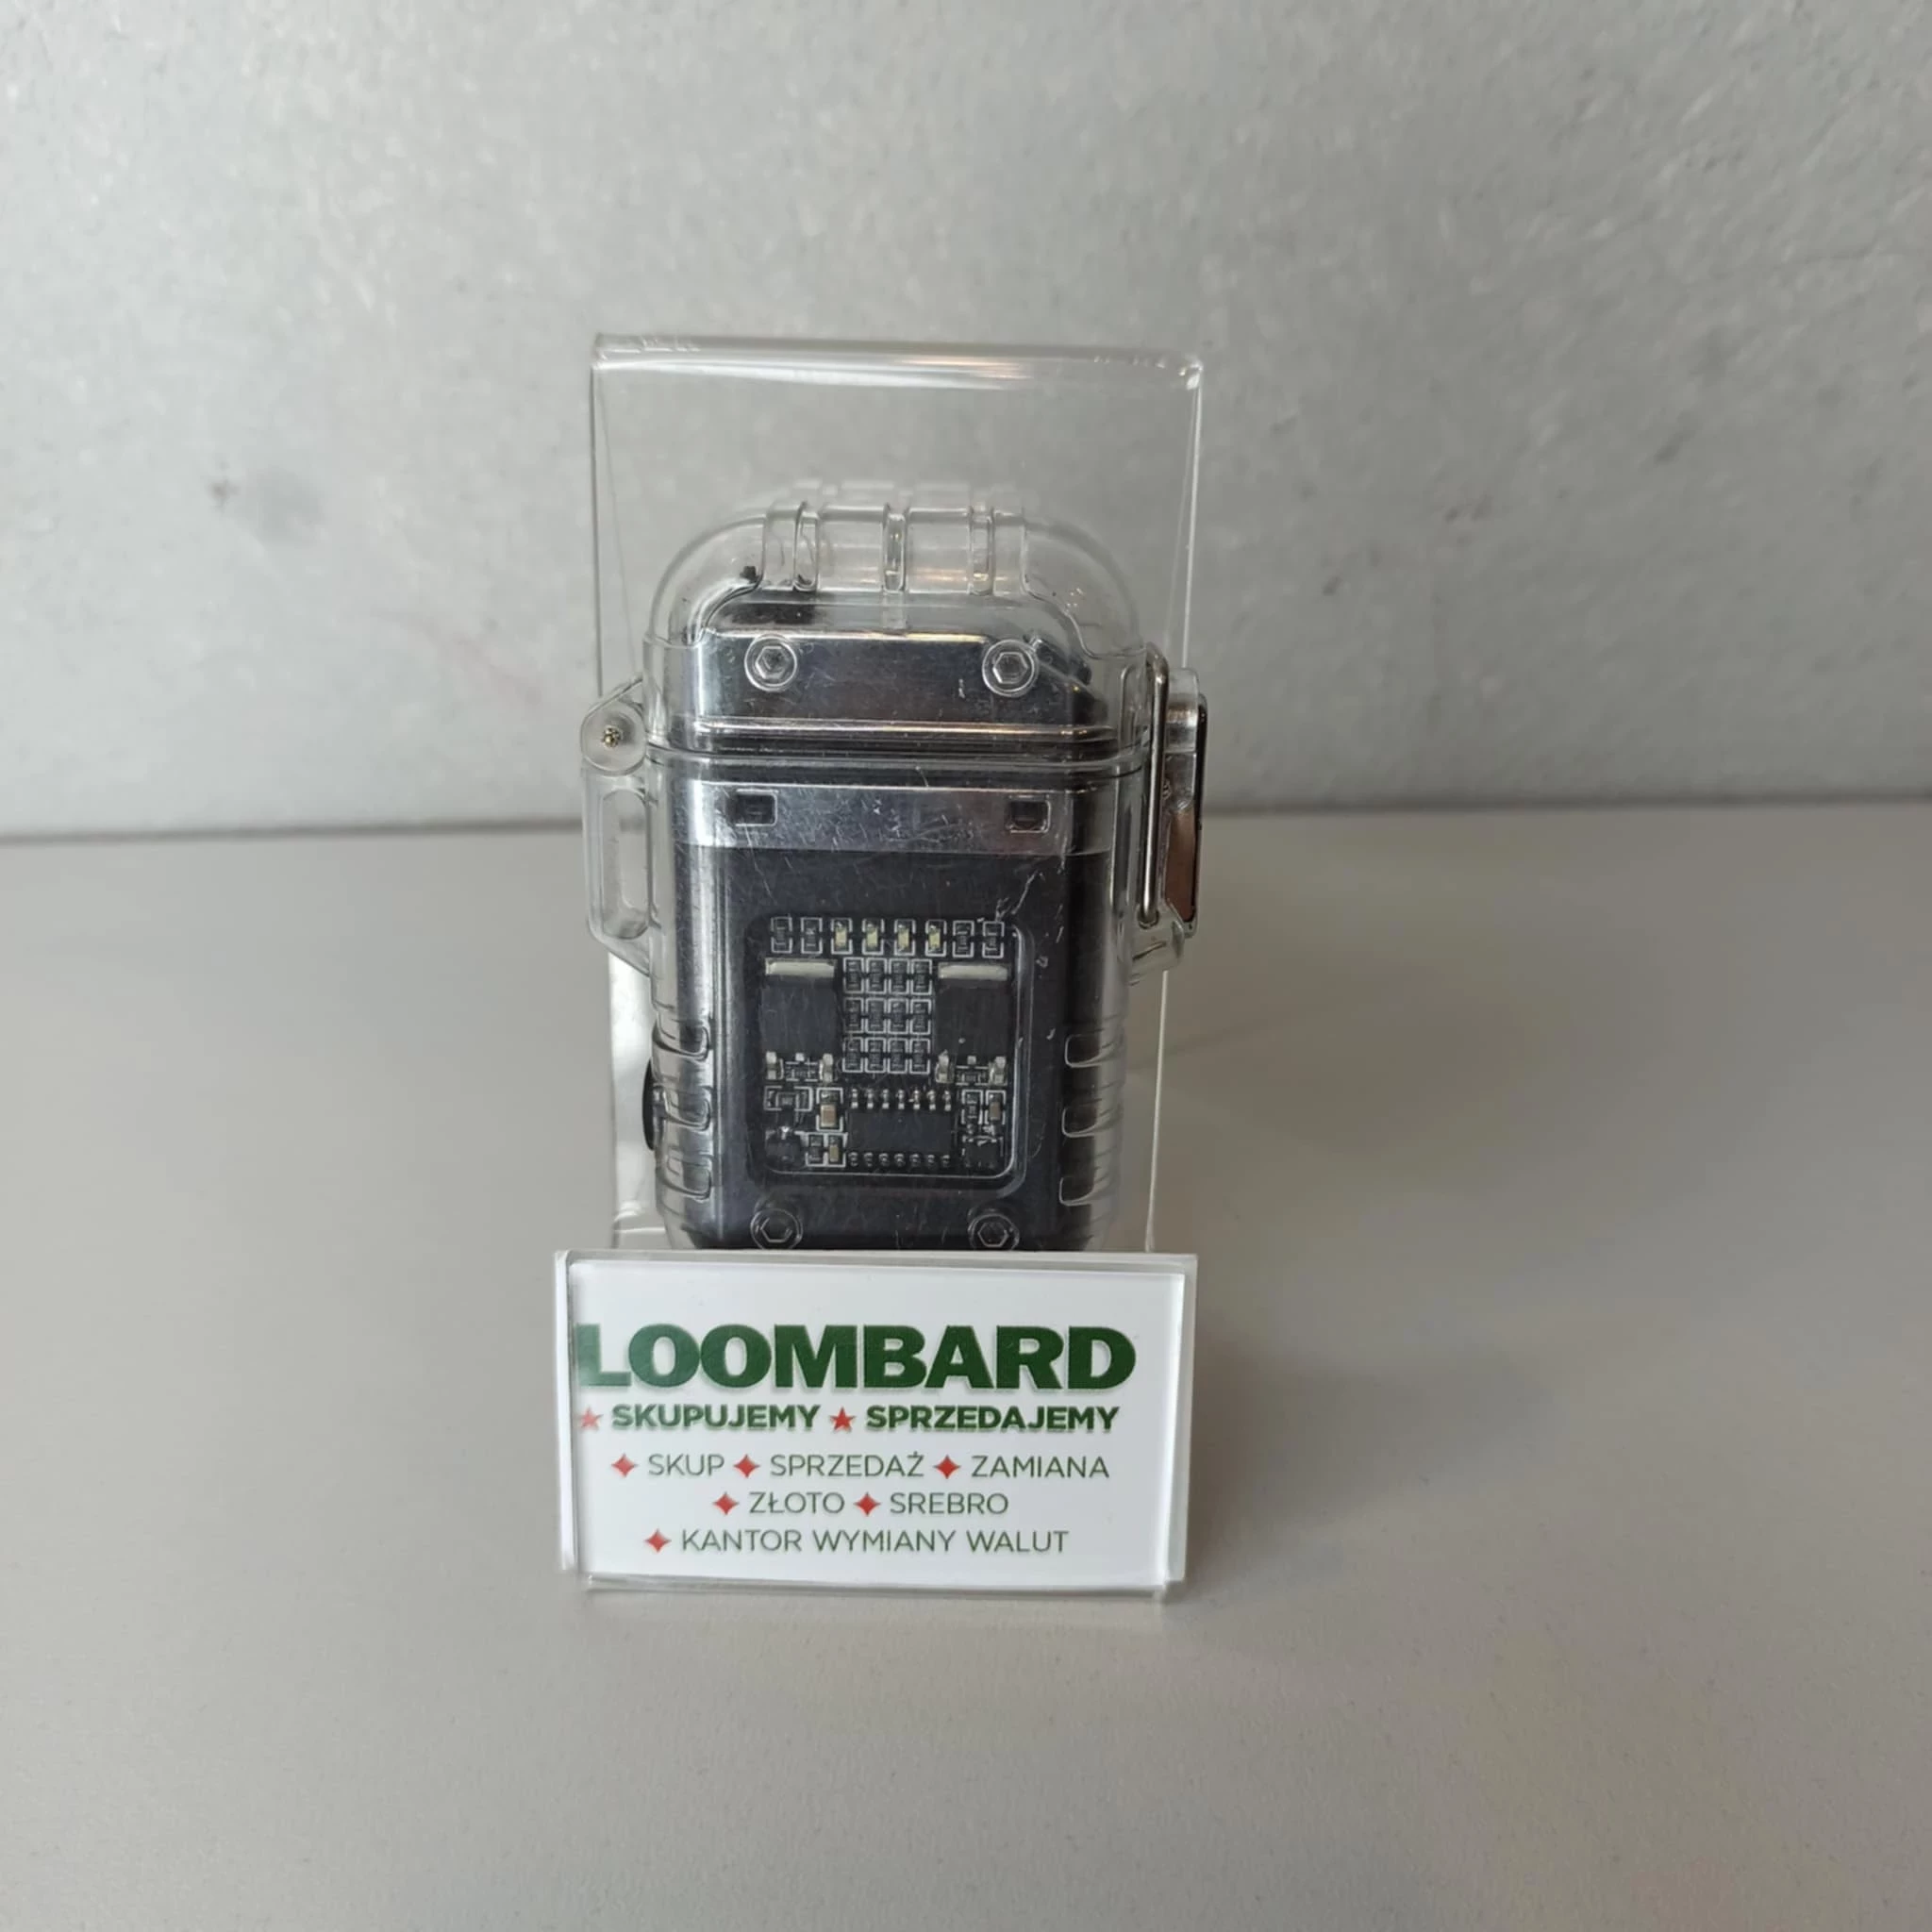 LOOMBARD
★ SKUPUJEMY ★ SPRZEDAJEMY
✦ SKUP ✦ SPRZEDAŻ ✦ ZAMIANA
✦ ZŁOTO ✦ SREBRO
✦ KANTOR WYMIANY WALUT